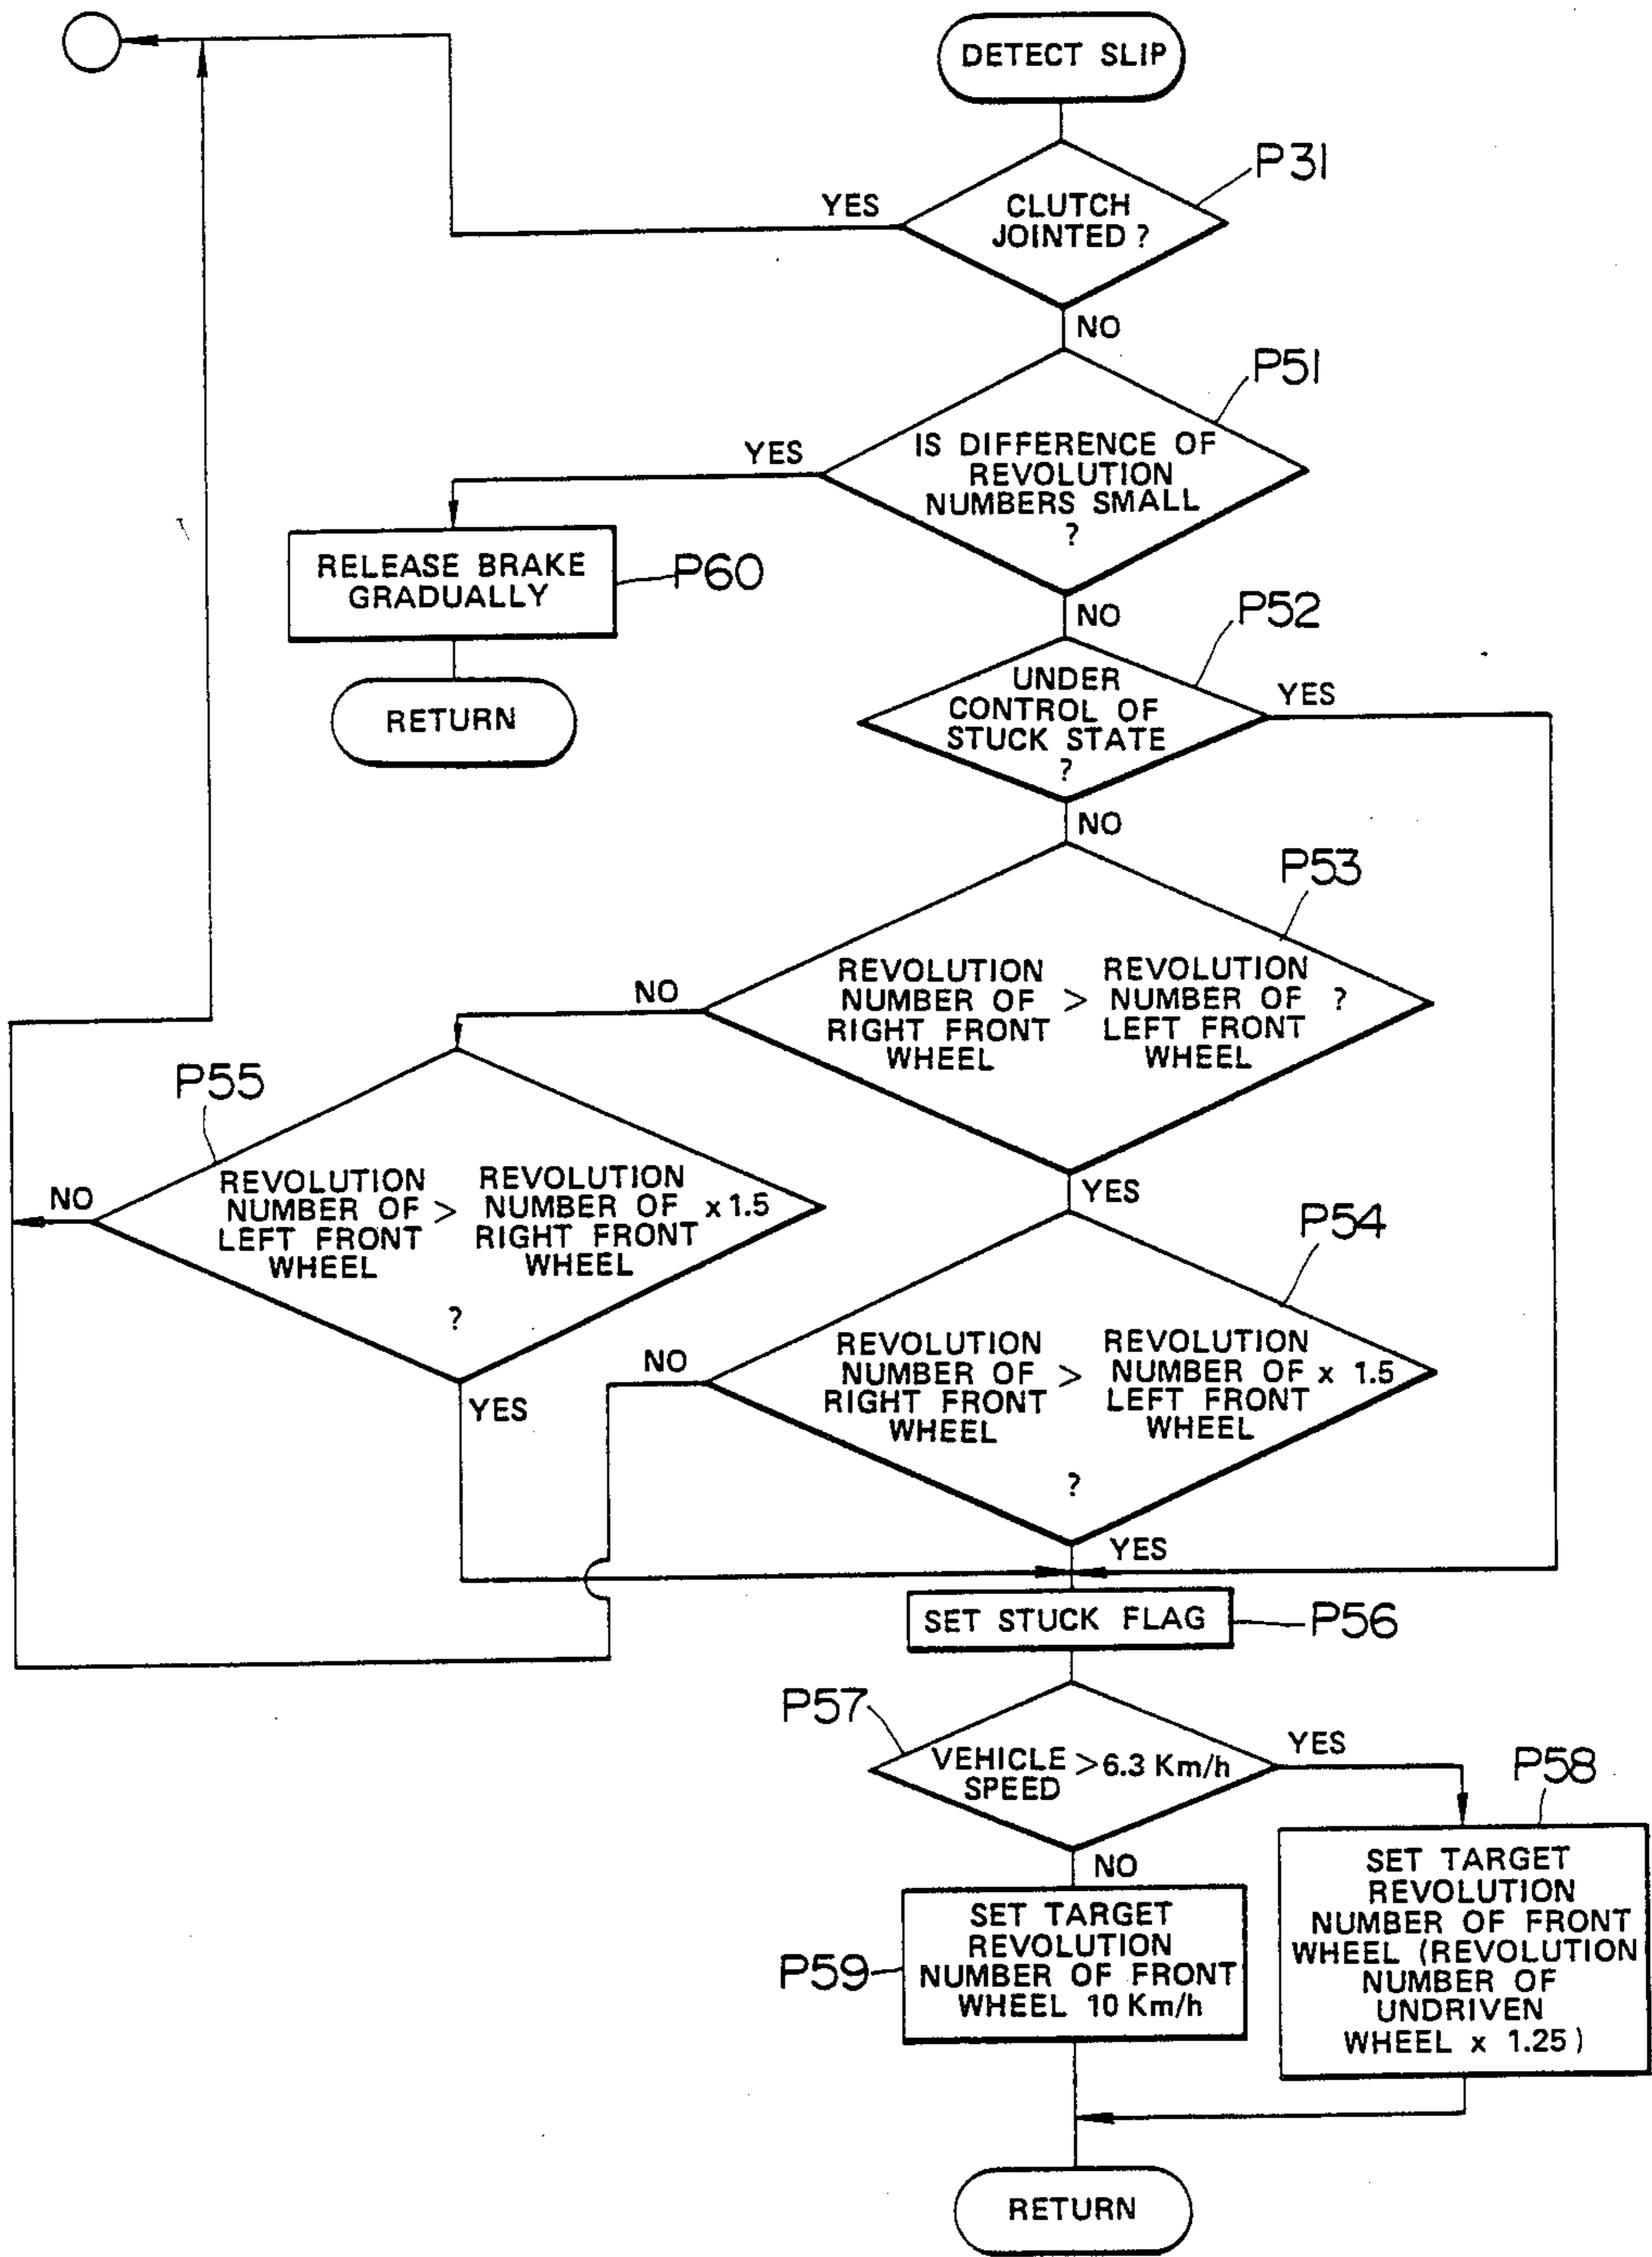 DETECT SLIP
P31
CLUTCH
JOINTED ?
YES
NO
P51
IS DIFFERENCE OF
REVOLUTION
NUMBERS SMALL
?
YES
RELEASE BRAKE
GRADUALLY
P60
RETURN
NO
P52
UNDER
CONTROL OF
STUCK STATE
?
YES
NO
P53
REVOLUTION
NUMBER OF
RIGHT FRONT
WHEEL
>
REVOLUTION
NUMBER OF
LEFT FRONT
WHEEL
?
NO
YES
P55
REVOLUTION
NUMBER OF
LEFT FRONT
WHEEL
>
REVOLUTION
NUMBER OF
RIGHT FRONT
WHEEL
x 1.5
?
NO
YES
P54
REVOLUTION
NUMBER OF
RIGHT FRONT
WHEEL
>
REVOLUTION
NUMBER OF
LEFT FRONT
WHEEL
x 1.5
?
NO
YES
SET STUCK FLAG
P56
P57
VEHICLE
SPEED
> 6.3 Km/h
YES
NO
P58
SET TARGET
REVOLUTION
NUMBER OF FRONT
WHEEL (REVOLUTION
NUMBER OF
UNDRIVEN
WHEEL x 1.25)
P59
SET TARGET
REVOLUTION
NUMBER OF FRONT
WHEEL 10 Km/h
RETURN